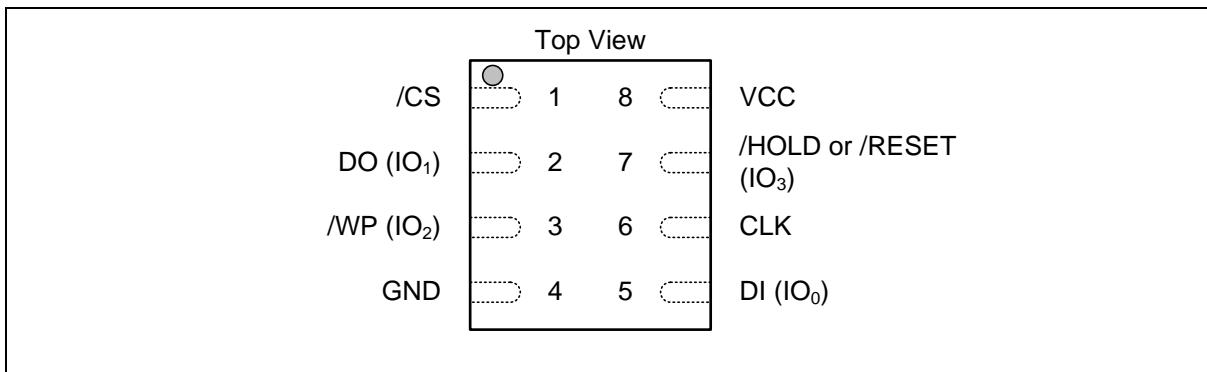 Top View
/CS 1 8 VCC
DO (IO₁) 2 7 /HOLD or /RESET
(IO₃)
/WP (IO₂) 3 6 CLK
GND 4 5 DI (IO₀)